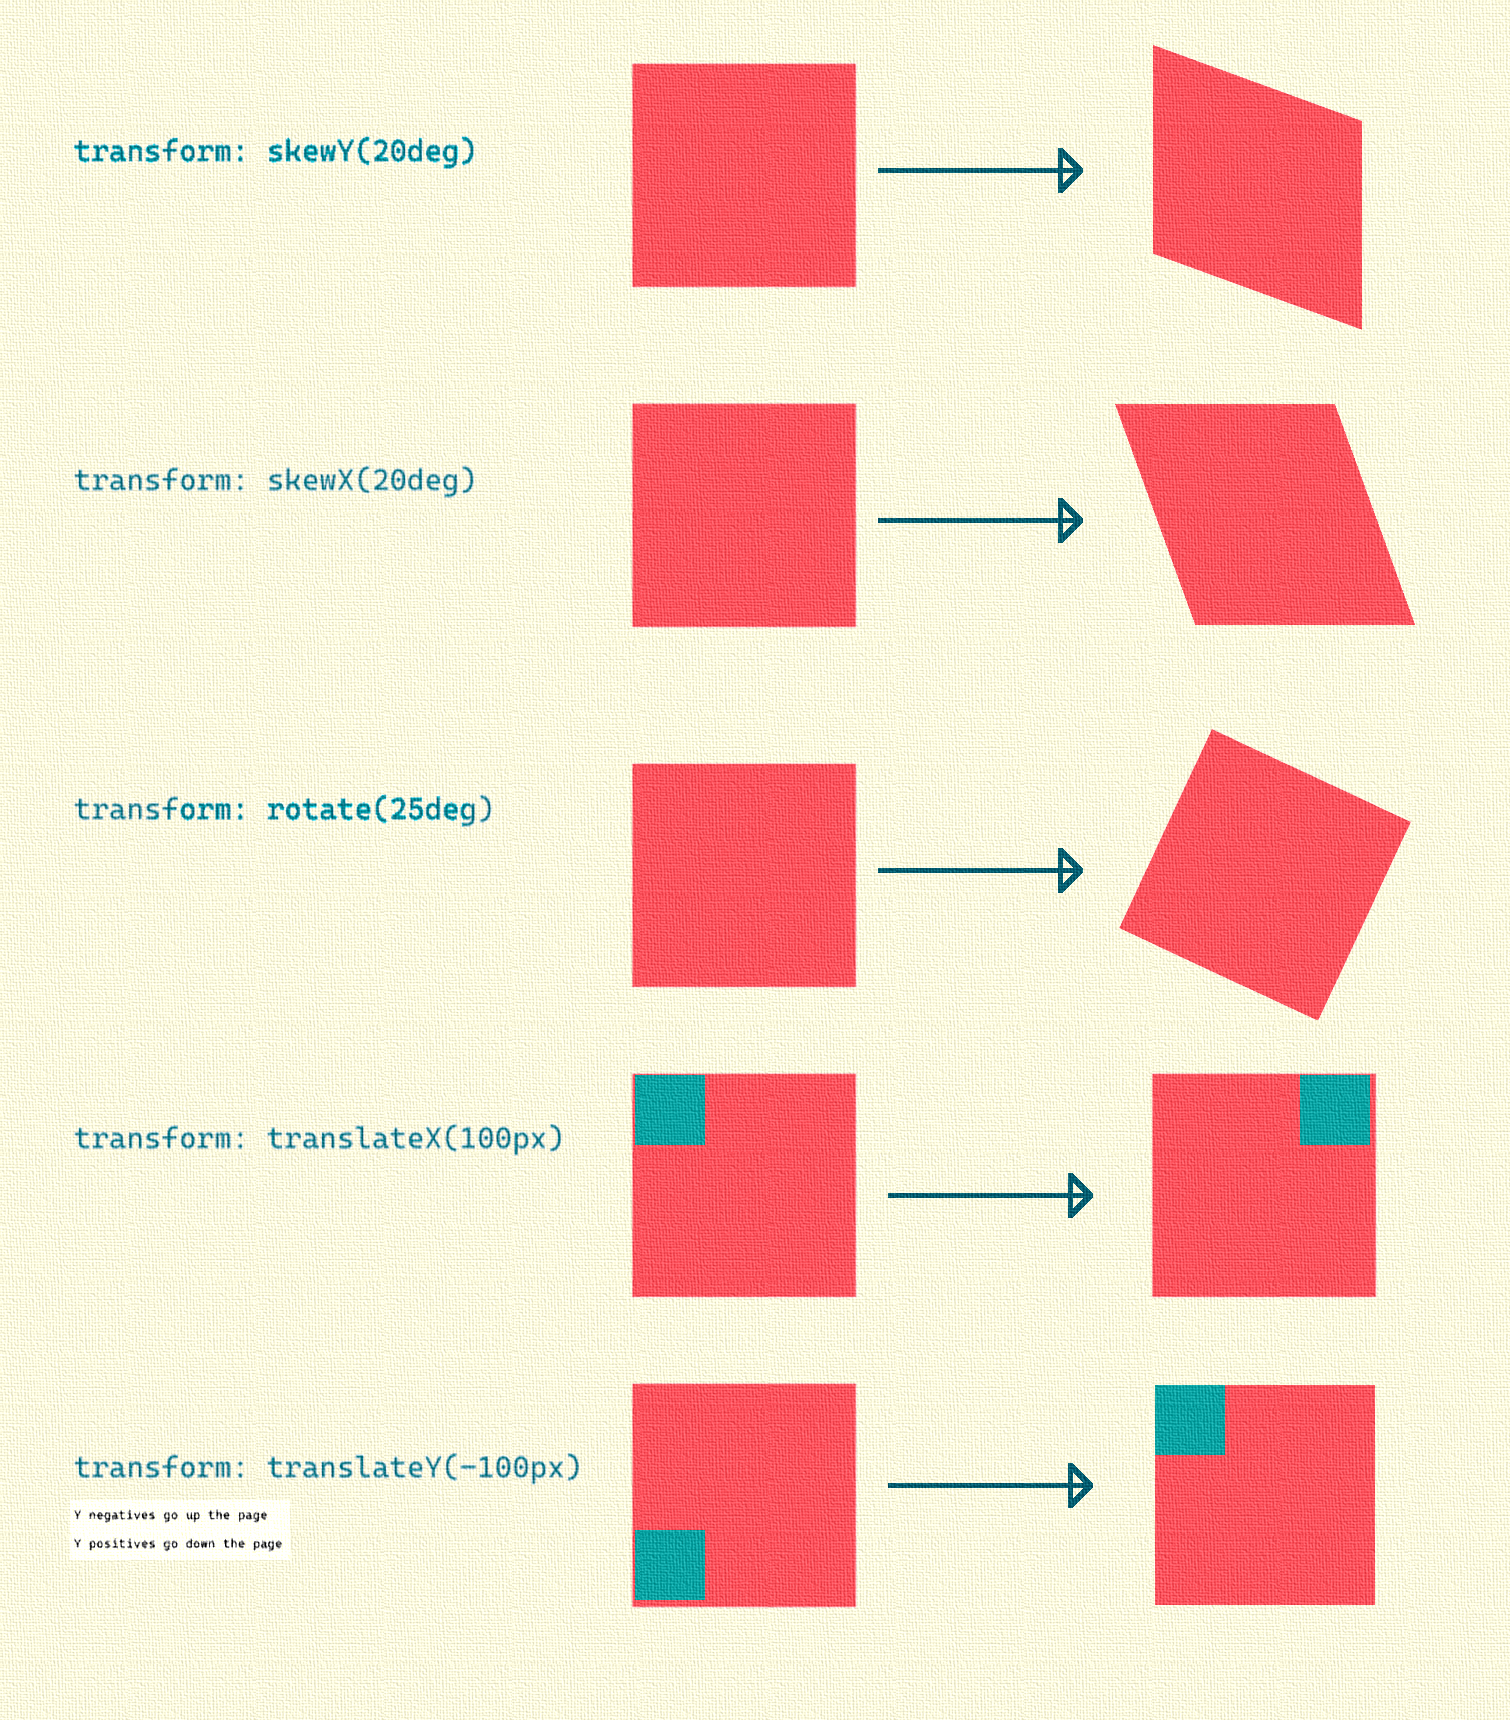 transform: skewY(20deg)
transform: skewX(20deg)
transform: rotate(25deg)
transform: translateX(100px)
transform: translateY(-100px)
Y negatives go up the page
Y positives go down the page